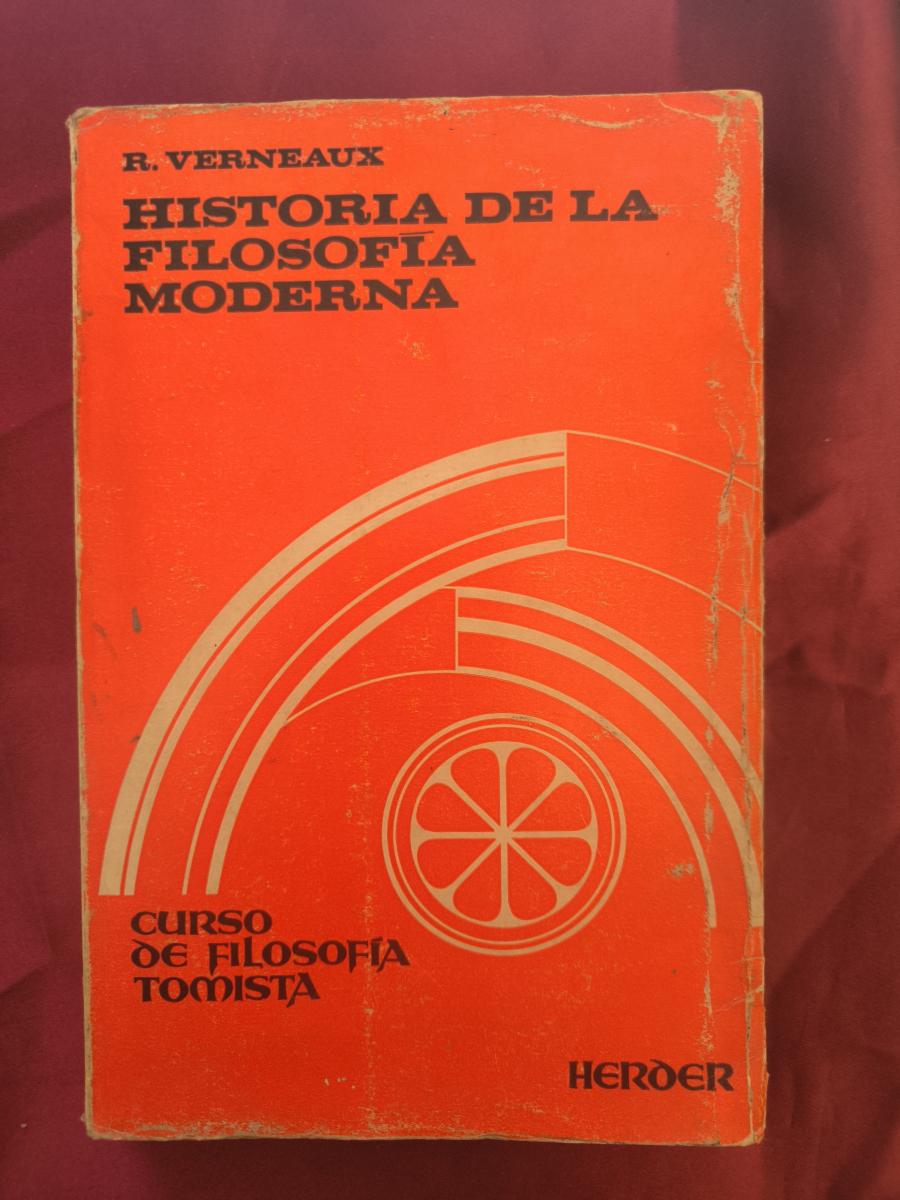 R. VERNEAUX
HISTORIA DE LA
FILOSOFÍA
MODERNA
CURSO
DE FILOSOFÍA
TOMISTA
HERDER